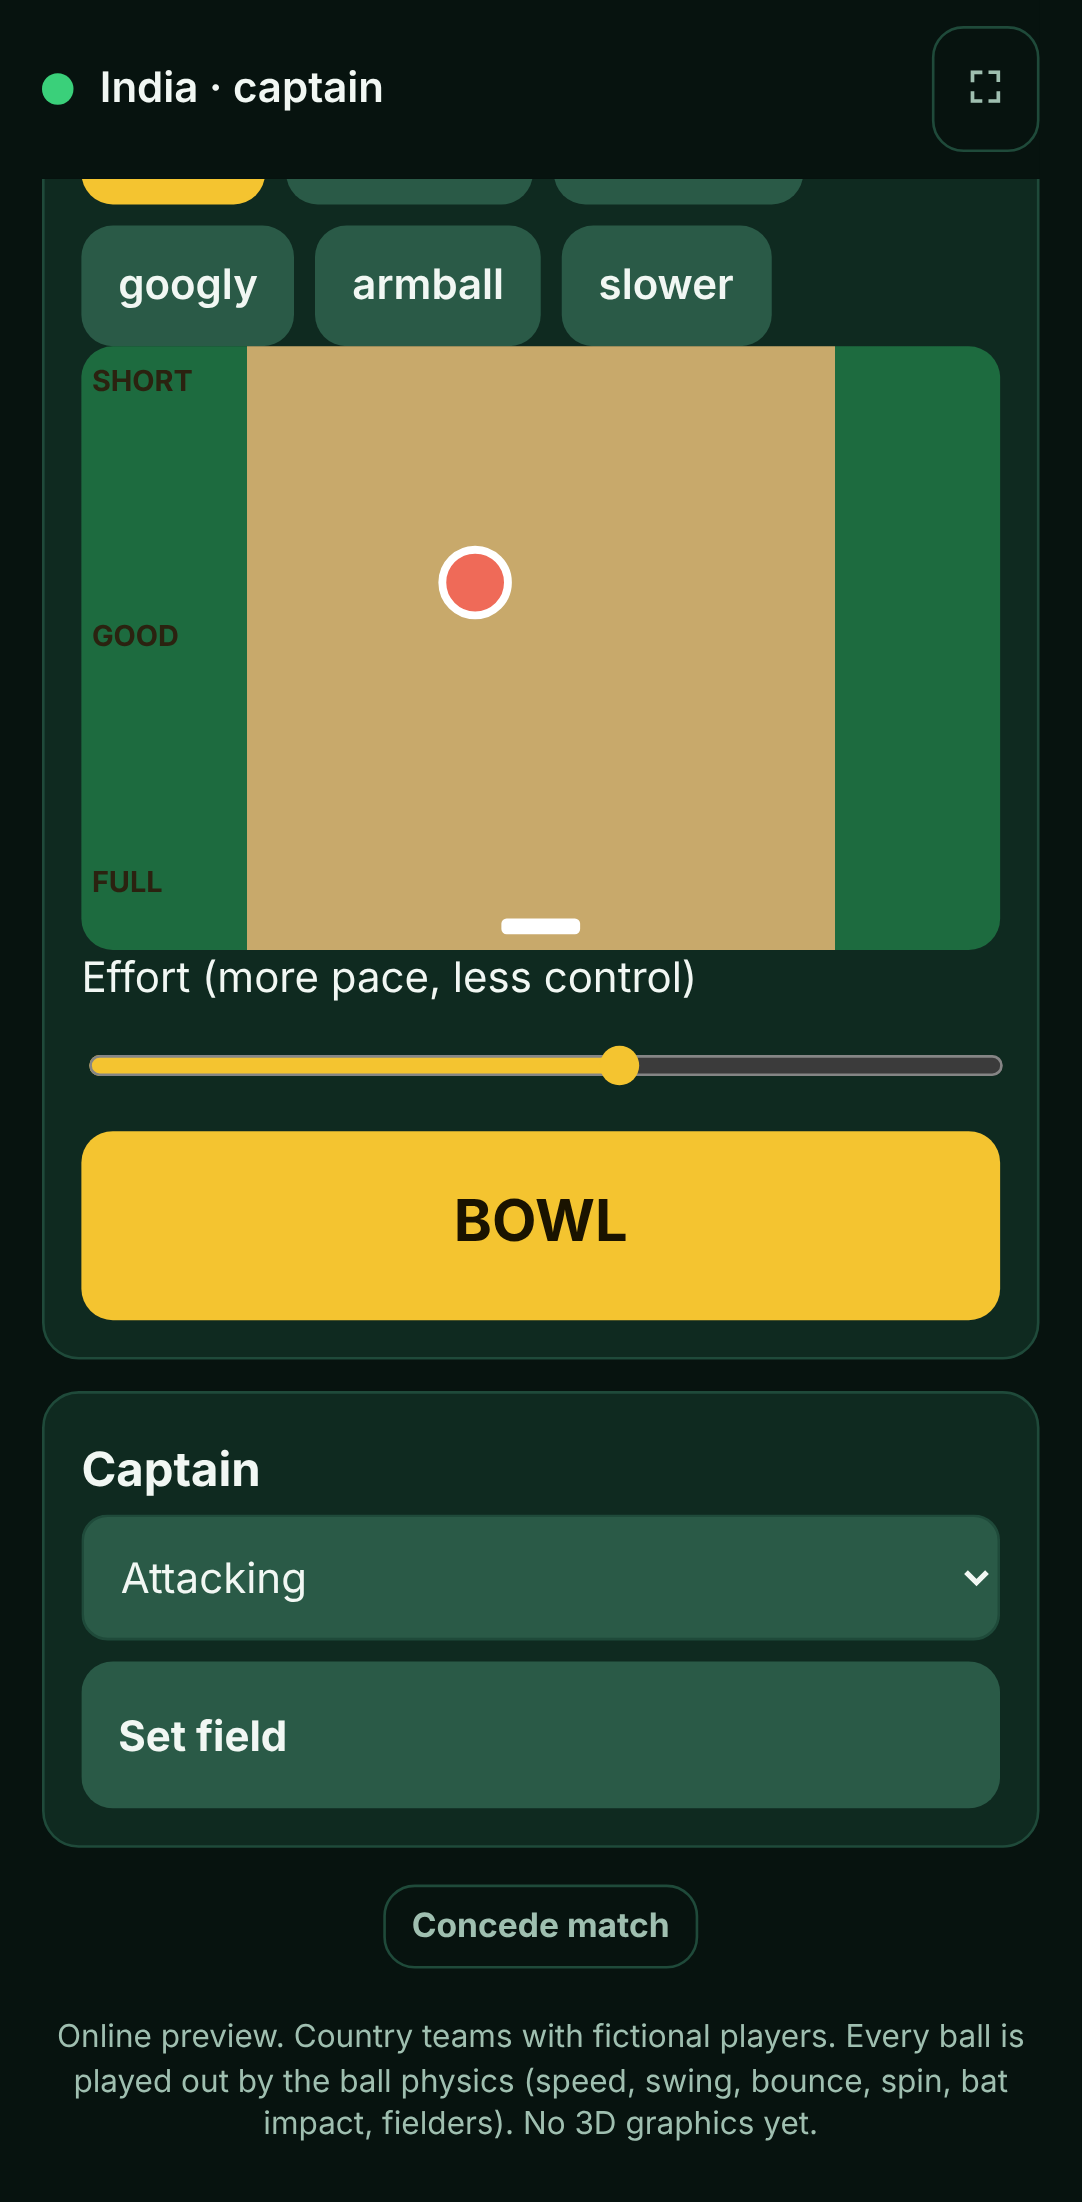 India · captain
googly
armball
slower
SHORT
GOOD
FULL
Effort (more pace, less control)
BOWL
Captain
Attacking
Set field
Concede match
Online preview. Country teams with fictional players. Every ball is
played out by the ball physics (speed, swing, bounce, spin, bat
impact, fielders). No 3D graphics yet.